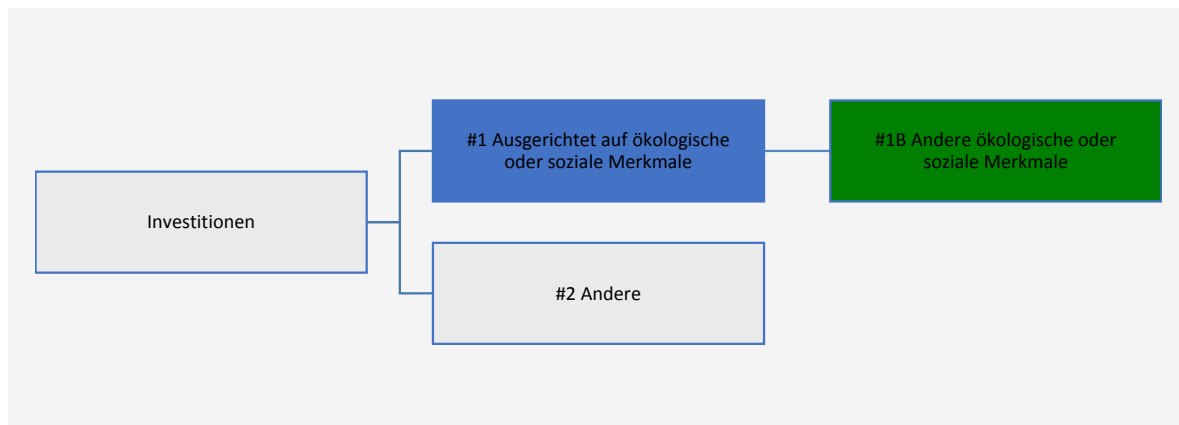 #1 Ausgerichtet auf ökologische
oder soziale Merkmale
#1B Andere ökologische oder
soziale Merkmale
Investitionen
#2 Andere